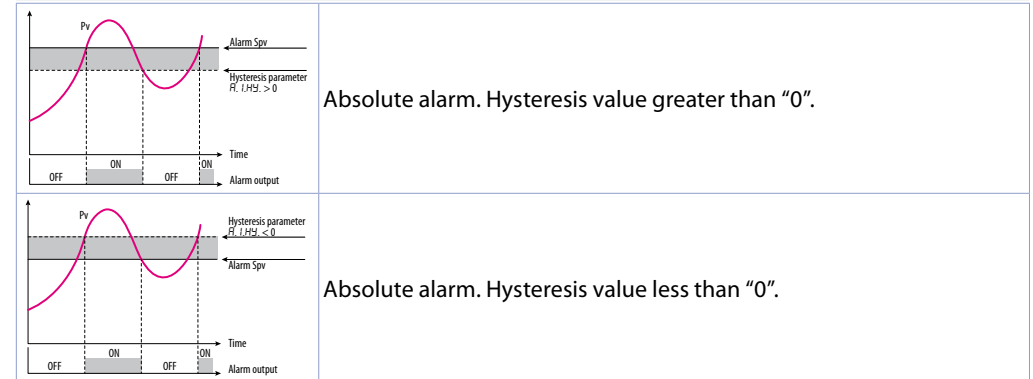 Pv
Alarm Spv
Hysteresis parameter
A. 1.HY. > 0
Time
ON
ON
OFF
OFF
Alarm output
Absolute alarm. Hysteresis value greater than “0”.
Pv
Hysteresis parameter
A. 1.HY. < 0
Alarm Spv
Time
ON
ON
OFF
OFF
Alarm output
Absolute alarm. Hysteresis value less than “0”.